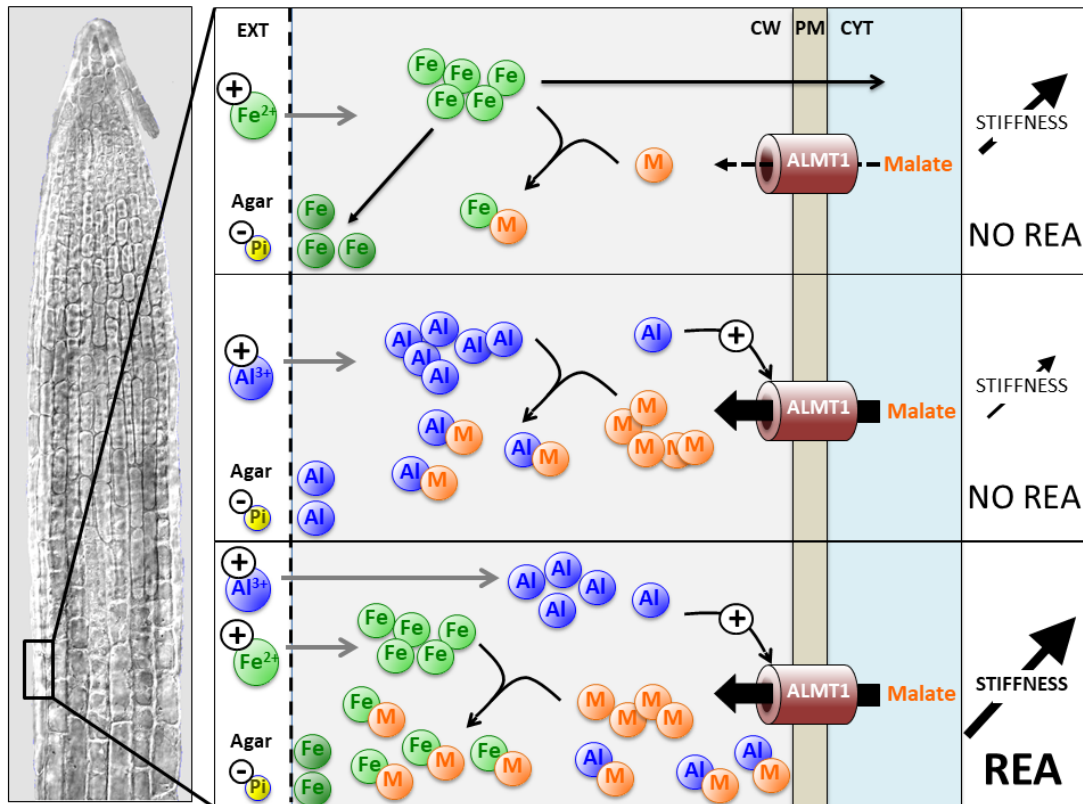 EXT CW PM CYT
+
Fe²⁺
Fe Fe Fe
Fe Fe
STIFFNESS
M
ALMT1
Malate
Agar
-
Pi
Fe
Fe Fe
Fe
M
NO REA
+
Al³⁺
Al Al Al Al
Al
Al
Al
+
STIFFNESS
ALMT1
Malate
M
M
M M M
Al M
Al M
Al M
Agar
-
Pi
Al
Al
NO REA
+
Al³⁺
Al Al Al
Al
Al
+
+
Fe²⁺
Fe Fe Fe
Fe Fe
STIFFNESS
ALMT1
Malate
M M M M
Fe M
Fe M
Fe M
Fe M
Al M
Al M
Al M
Agar
-
Pi
Fe
Fe
REA